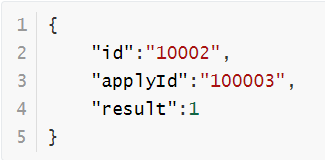 1 {
2     "id":"10002",
3     "applyId":"100003",
4     "result":1
5 }